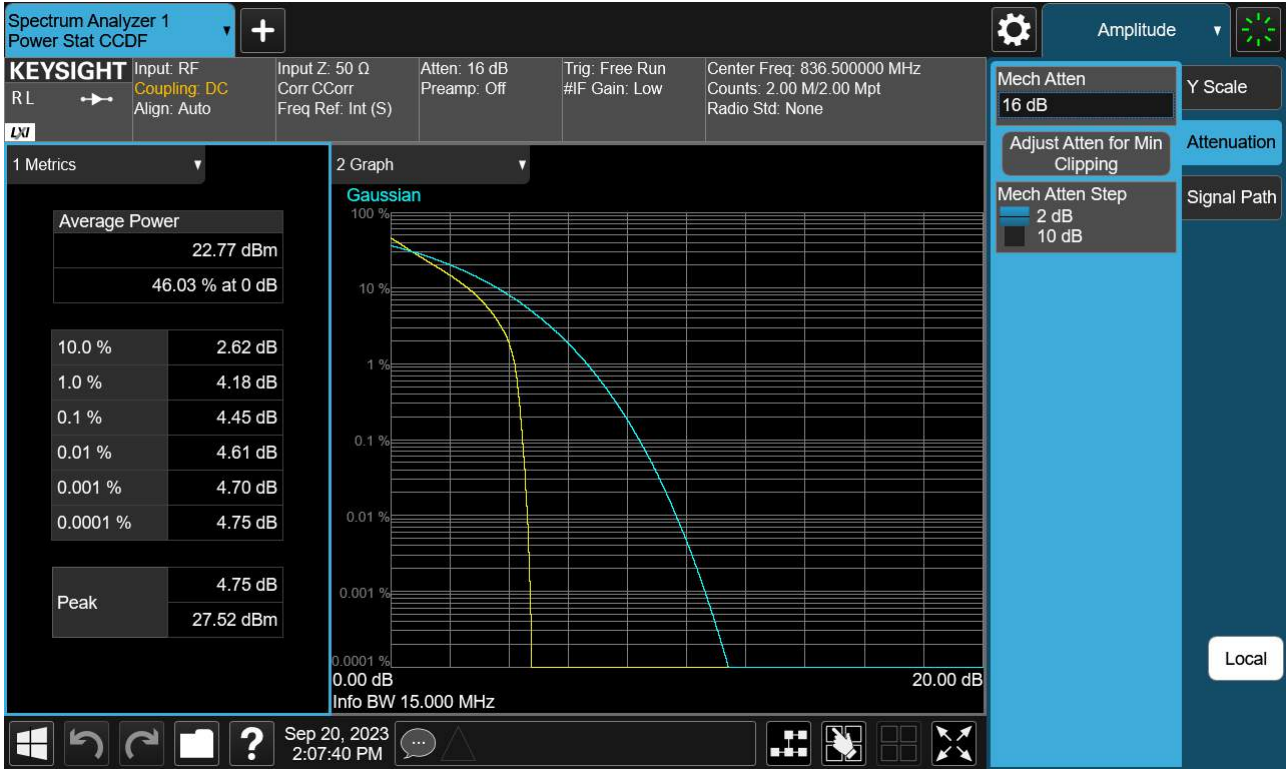 Spectrum Analyzer 1
Power Stat CCDF
+
Amplitude
KEYSIGHT
R L
LXI
Input: RF
Coupling: DC
Align: Auto
Input Z: 50 Ω
Corr CCorr
Freq Ref: Int (S)
Atten: 16 dB
Preamp: Off
Trig: Free Run
#IF Gain: Low
Center Freq: 836.500000 MHz
Counts: 2.00 M/2.00 Mpt
Radio Std: None
1 Metrics
Average Power
22.77 dBm
46.03 % at 0 dB
10.0 % 2.62 dB
1.0 % 4.18 dB
0.1 % 4.45 dB
0.01 % 4.61 dB
0.001 % 4.70 dB
0.0001 % 4.75 dB
Peak
4.75 dB
27.52 dBm
2 Graph
Gaussian
100 %
10 %
1 %
0.1 %
0.01 %
0.001 %
0.0001 %
0.00 dB 20.00 dB
Info BW 15.000 MHz
Mech Atten
16 dB
Adjust Atten for Min
Clipping
Mech Atten Step
2 dB
10 dB
Y Scale
Attenuation
Signal Path
Local
?
Sep 20, 2023
2:07:40 PM